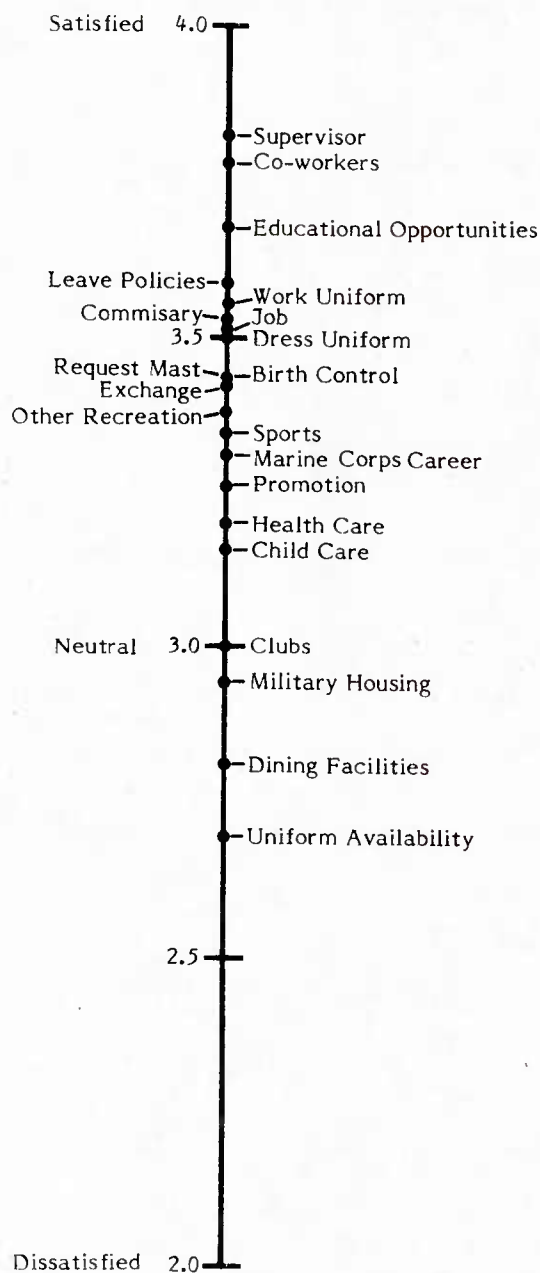 Satisfied 4.0
Supervisor
Co-workers
Educational Opportunities
Leave Policies
Work Uniform
Commisary
Job
3.5 Dress Uniform
Request Mast
Birth Control
Exchange
Other Recreation
Sports
Marine Corps Career
Promotion
Health Care
Child Care
Neutral 3.0 Clubs
Military Housing
Dining Facilities
Uniform Availability
2.5
Dissatisfied 2.0